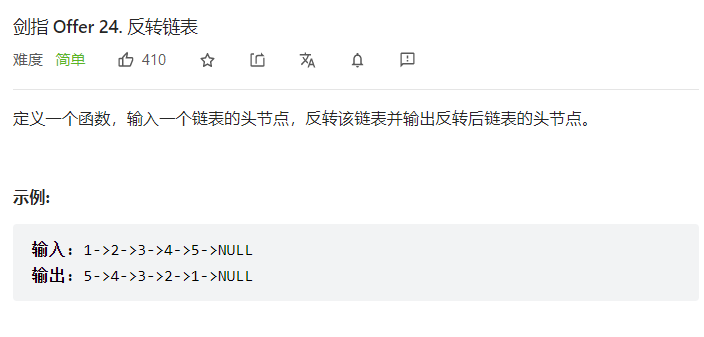 剑指 Offer 24. 反转链表
难度 简单 410
定义一个函数，输入一个链表的头节点，反转该链表并输出反转后链表的头节点。
示例:
输入: 1->2->3->4->5->NULL
输出: 5->4->3->2->1->NULL